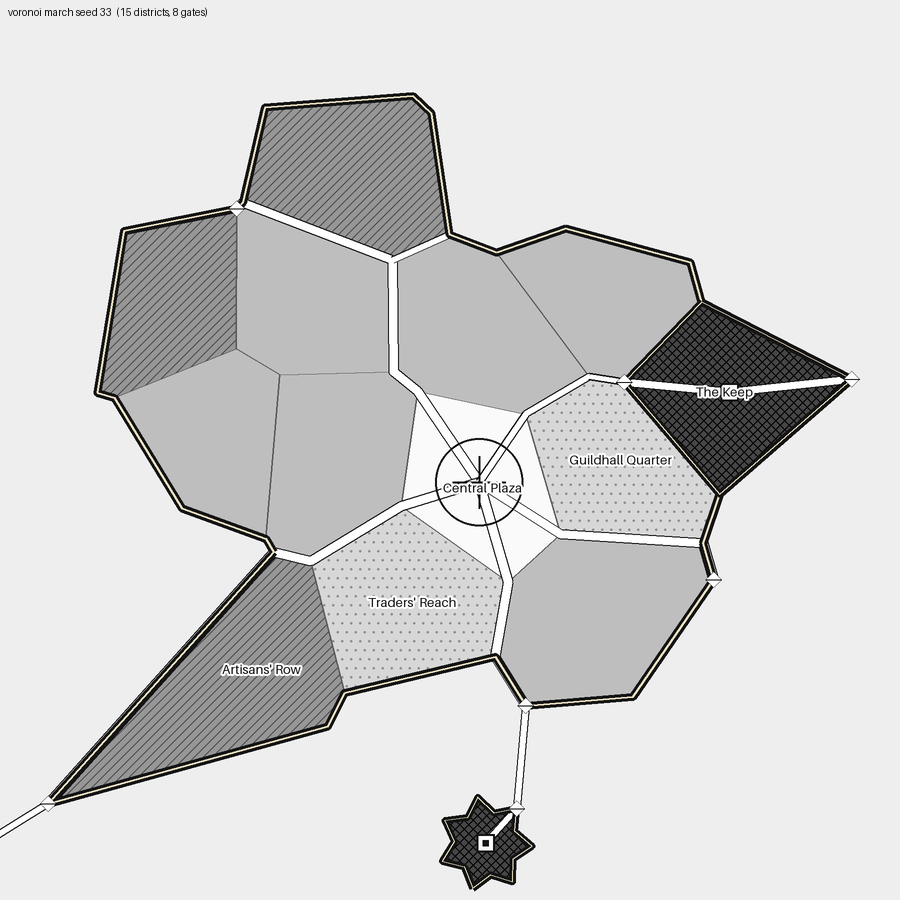 voronoi march seed 33 (15 districts, 8 gates)
The Keep
Guildhall Quarter
Central Plaza
Traders' Reach
Artisans' Row